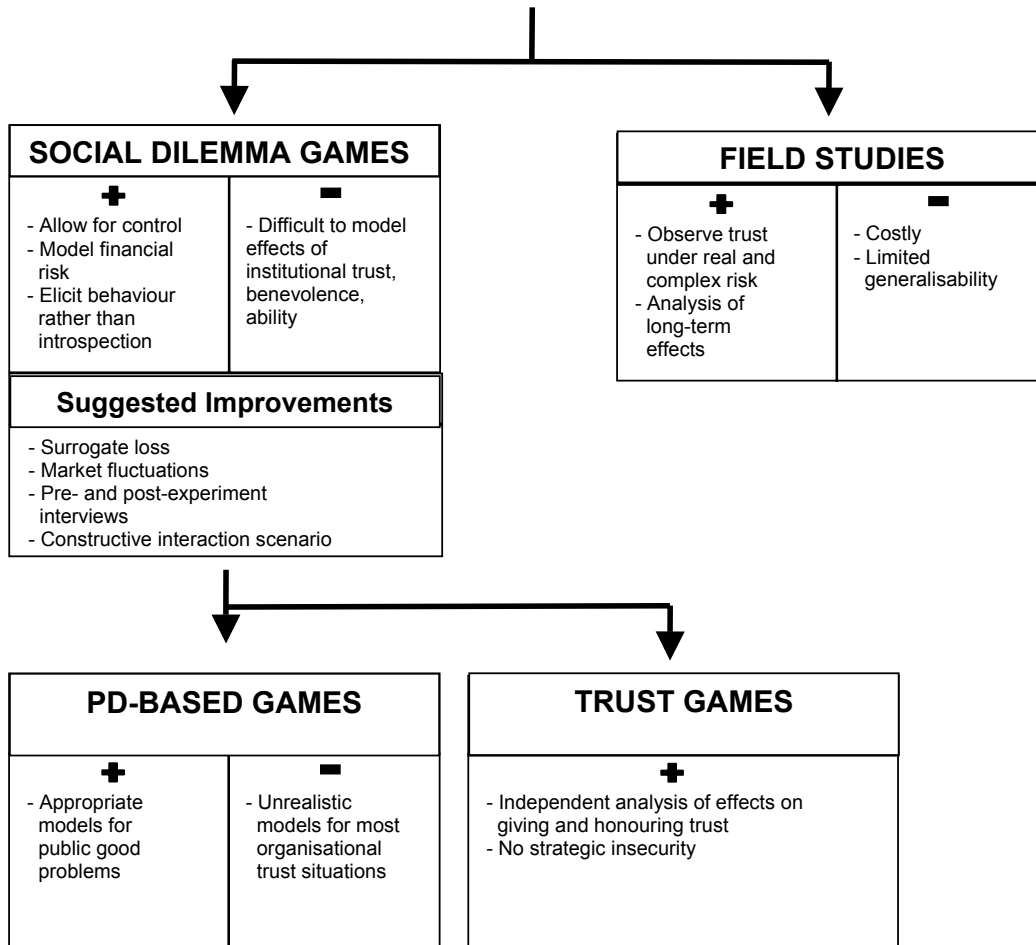 SOCIAL DILEMMA GAMES
- Allow for control
- Model financial
risk
- Elicit behaviour
rather than
introspection
- Difficult to model
effects of
institutional trust,
benevolence,
ability
Suggested Improvements
- Surrogate loss
- Market fluctuations
- Pre- and post-experiment
interviews
- Constructive interaction scenario
FIELD STUDIES
- Observe trust
under real and
complex risk
- Analysis of
long-term
effects
- Costly
- Limited
generalisability
PD-BASED GAMES
- Appropriate
models for
public good
problems
- Unrealistic
models for most
organisational
trust situations
TRUST GAMES
- Independent analysis of effects on
giving and honouring trust
- No strategic insecurity